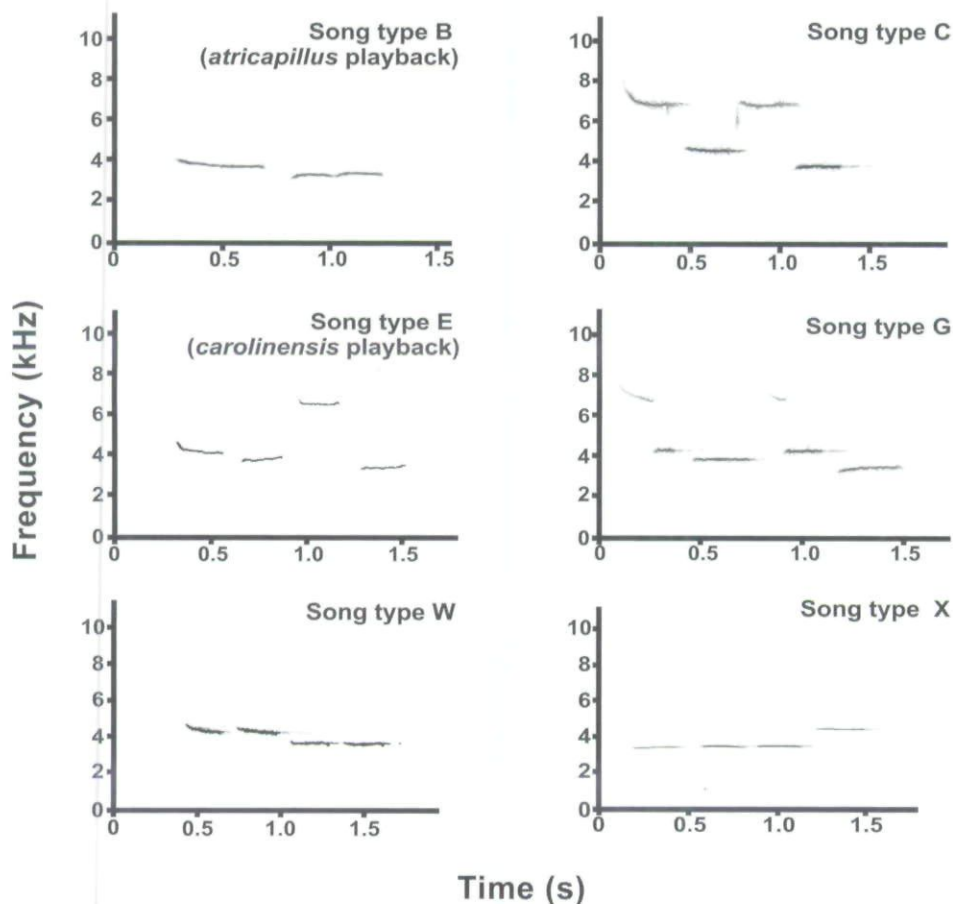 Song type B
(atricapillus playback)
10
8
6
4
2
0
0 0.5 1.0 1.5
Song type C
10
8
6
4
2
0
0 0.5 1.0 1.5
Song type E
(carolinensis playback)
10
8
6
4
2
0
0 0.5 1.0 1.5
Song type G
10
8
6
4
2
0
0 0.5 1.0 1.5
Song type W
10
8
6
4
2
0
0 0.5 1.0 1.5
Song type X
10
8
6
4
2
0
0 0.5 1.0 1.5
Frequency (kHz)
Time (s)